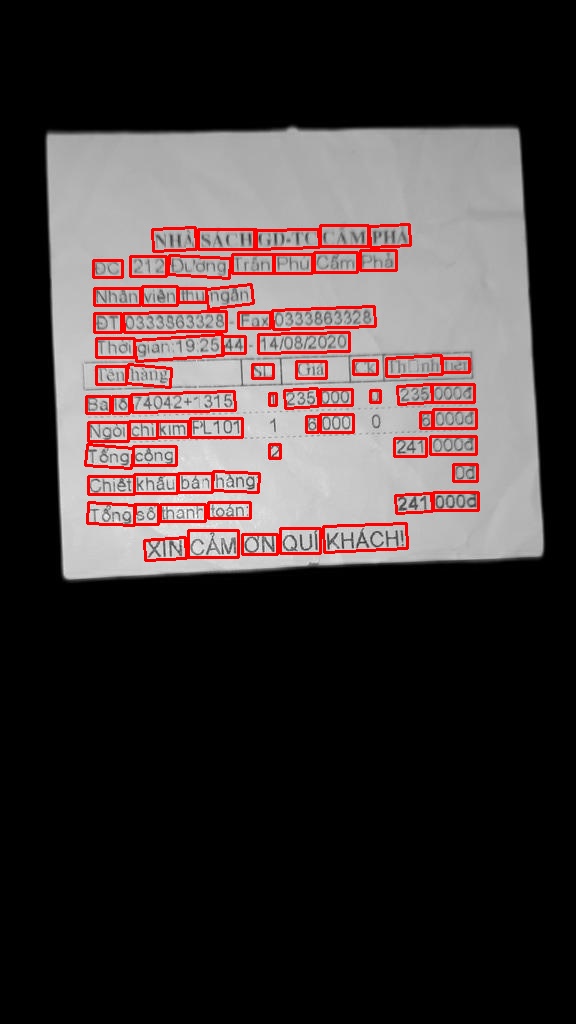 NHÀ SÁCH GD-TC CẨM PHẢ
ĐC 212 Đường Trần Phú Cẩm Phả
Nhân viên thu ngân
ĐT 0333863328 - Fax 0333863328
Thời gian:19:25 44 - 14/08/2020
Tên hàng SL Giá Ck Th□nh tiền
Ba lô 74042+1315 1 235 000 0 235 000đ
Ngòi chì kim PL101 1 6 000 0 6 000đ
Tổng cộng 2 241 000đ
Chiết khấu bán hàng 0đ
Tổng số thanh toán: 241 000đ
XIN CẢM ƠN QUÍ KHÁCH!